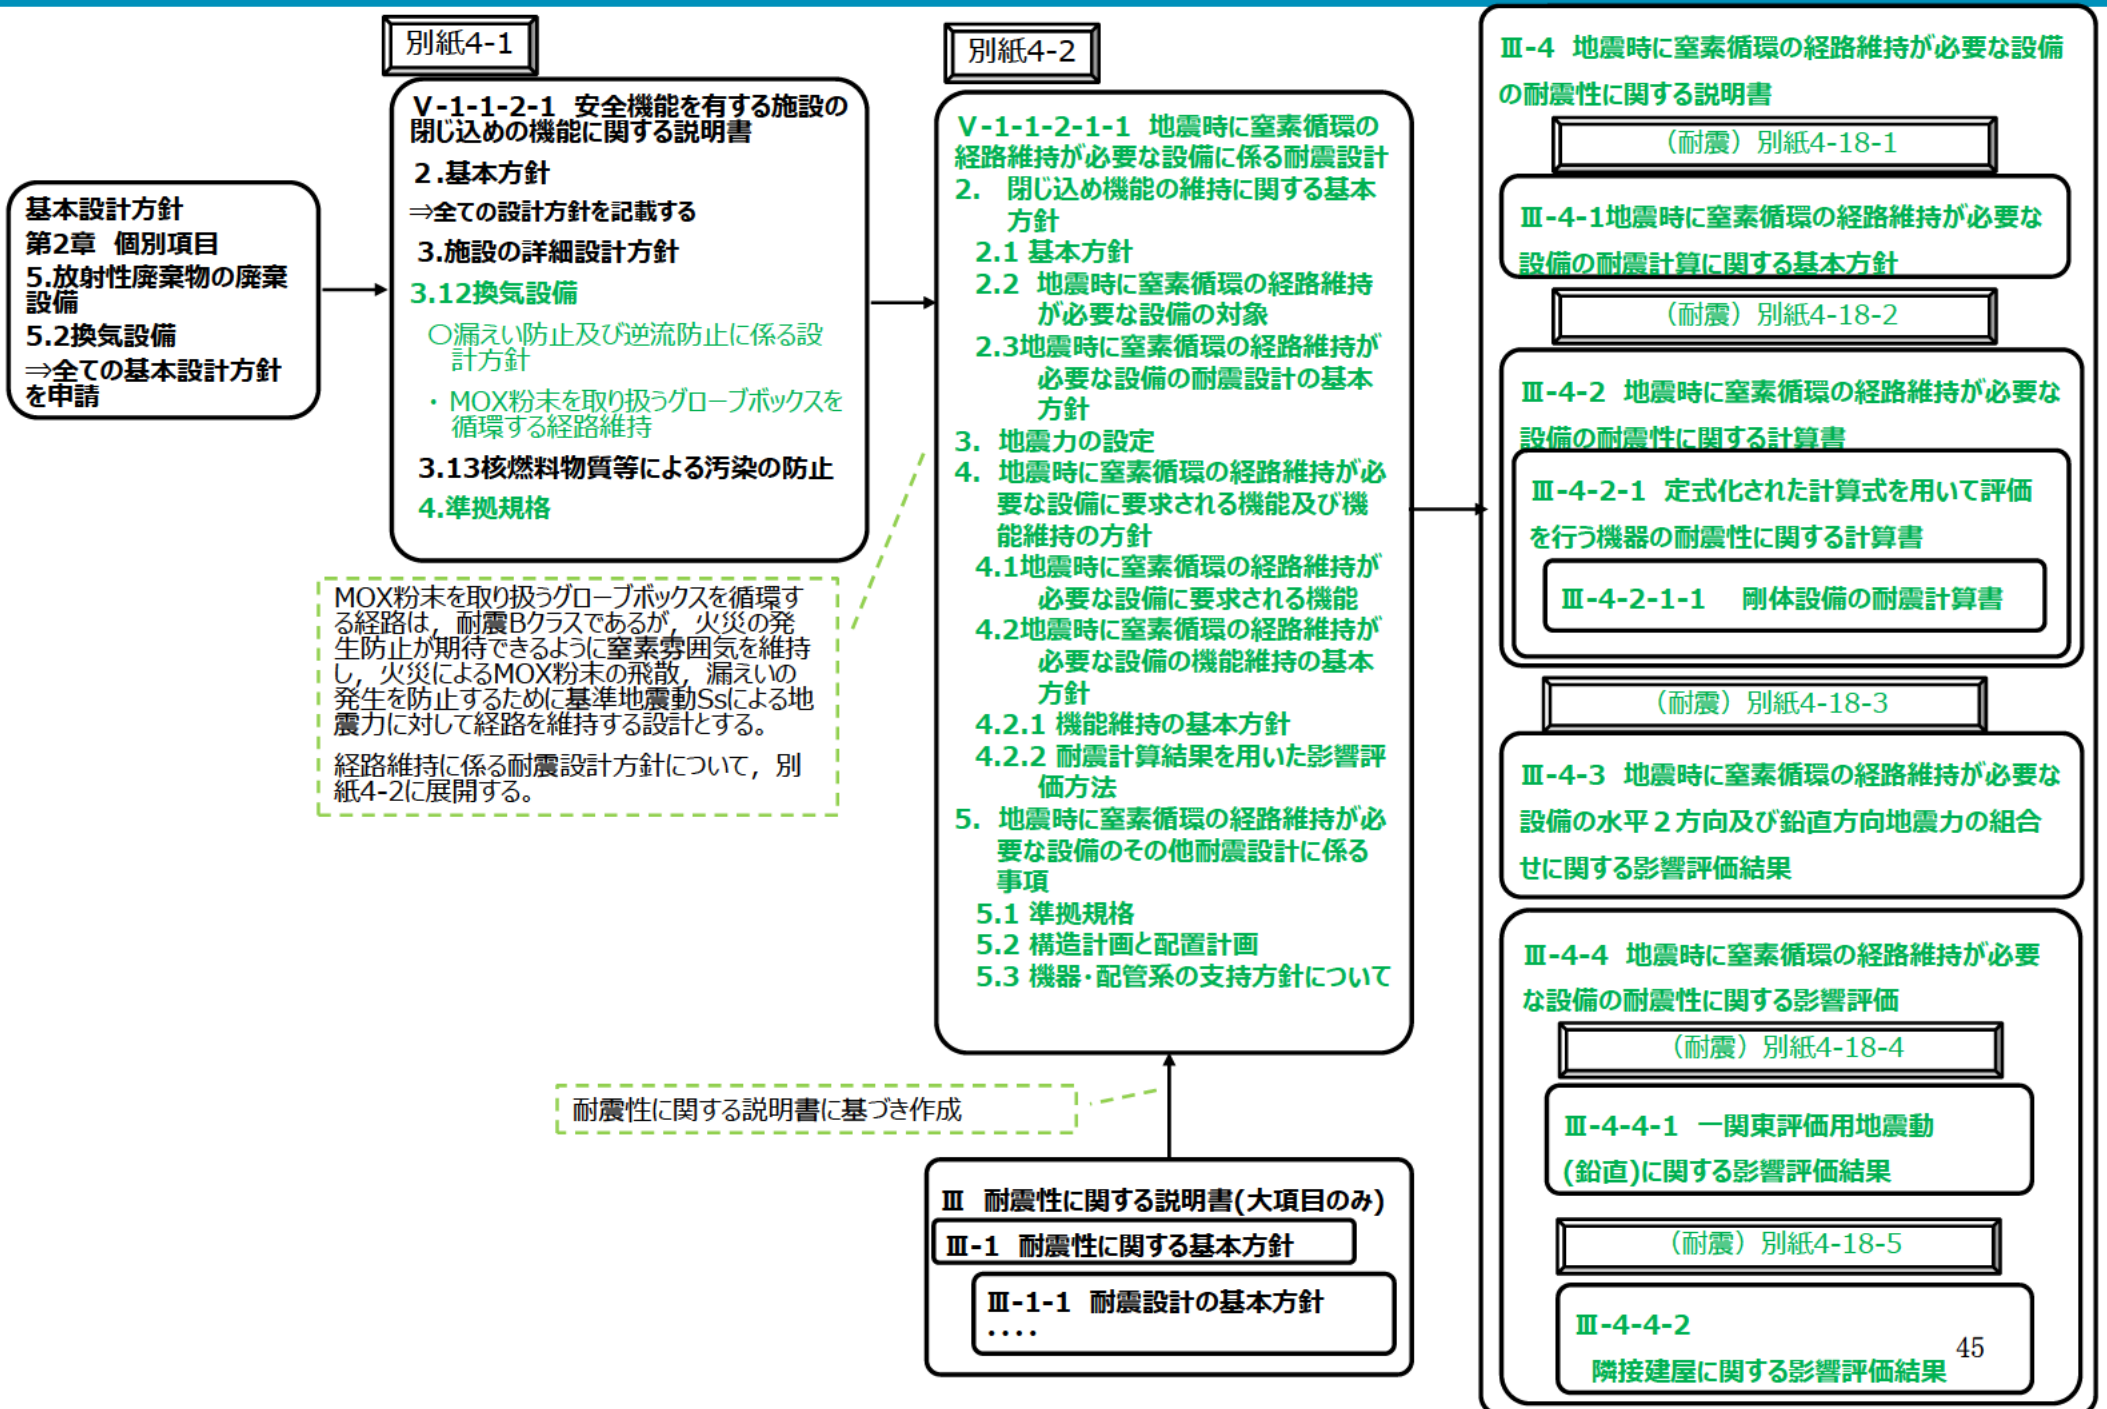 別紙4-1
別紙4-2
基本設計方針
第2章 個別項目
5.放射性廃棄物の廃棄
設備
5.2換気設備
⇒全ての基本設計方針
を申請
Ⅴ-1-1-2-1 安全機能を有する施設の
閉じ込めの機能に関する説明書
2.基本方針
⇒全ての設計方針を記載する
3.施設の詳細設計方針
3.12換気設備
〇漏えい防止及び逆流防止に係る設
計方針
・MOX粉末を取り扱うグローブボックスを
循環する経路維持
3.13核燃料物質等による汚染の防止
4.準拠規格
MOX粉末を取り扱うグローブボックスを循環す
る経路は，耐震Bクラスであるが，火災の発
生防止が期待できるように窒素雰囲気を維持
し，火災によるMOX粉末の飛散，漏えいの
発生を防止するために基準地震動Ssによる地
震力に対して経路を維持する設計とする。
経路維持に係る耐震設計方針について，別
紙4-2に展開する。
Ⅴ-1-1-2-1-1 地震時に窒素循環の
経路維持が必要な設備に係る耐震設計
2. 閉じ込め機能の維持に関する基本
方針
2.1 基本方針
2.2 地震時に窒素循環の経路維持
が必要な設備の対象
2.3地震時に窒素循環の経路維持が
必要な設備の耐震設計の基本
方針
3. 地震力の設定
4. 地震時に窒素循環の経路維持が必
要な設備に要求される機能及び機
能維持の方針
4.1地震時に窒素循環の経路維持が
必要な設備に要求される機能
4.2地震時に窒素循環の経路維持が
必要な設備の機能維持の基本
方針
4.2.1 機能維持の基本方針
4.2.2 耐震計算結果を用いた影響評
価方法
5. 地震時に窒素循環の経路維持が必
要な設備のその他耐震設計に係る
事項
5.1 準拠規格
5.2 構造計画と配置計画
5.3 機器・配管系の支持方針について
耐震性に関する説明書に基づき作成
Ⅲ 耐震性に関する説明書(大項目のみ)
Ⅲ-1 耐震性に関する基本方針
Ⅲ-1-1 耐震設計の基本方針
････
Ⅲ-4 地震時に窒素循環の経路維持が必要な設備
の耐震性に関する説明書
（耐震）別紙4-18-1
Ⅲ-4-1地震時に窒素循環の経路維持が必要な
設備の耐震計算に関する基本方針
（耐震）別紙4-18-2
Ⅲ-4-2 地震時に窒素循環の経路維持が必要な
設備の耐震性に関する計算書
Ⅲ-4-2-1 定式化された計算式を用いて評価
を行う機器の耐震性に関する計算書
Ⅲ-4-2-1-1 剛体設備の耐震計算書
（耐震）別紙4-18-3
Ⅲ-4-3 地震時に窒素循環の経路維持が必要な
設備の水平２方向及び鉛直方向地震力の組合
せに関する影響評価結果
Ⅲ-4-4 地震時に窒素循環の経路維持が必要
な設備の耐震性に関する影響評価
（耐震）別紙4-18-4
Ⅲ-4-4-1 一関東評価用地震動
(鉛直)に関する影響評価結果
（耐震）別紙4-18-5
Ⅲ-4-4-2
隣接建屋に関する影響評価結果
45